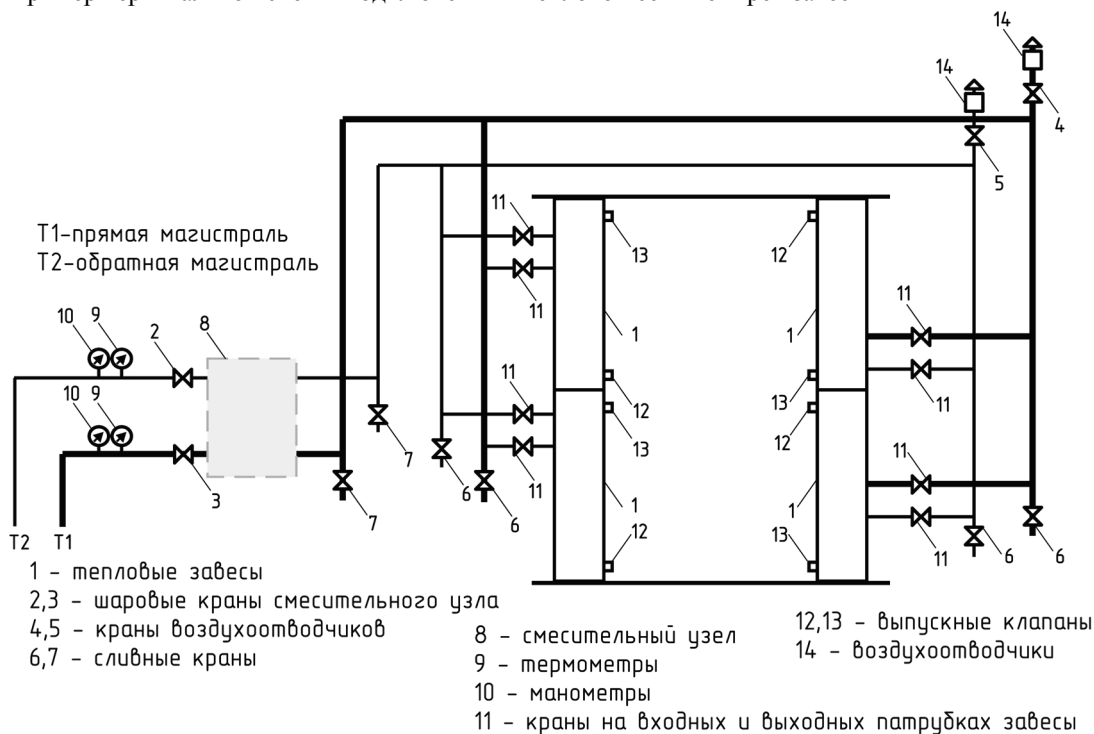 14
14
4
5
Т1-прямая магистраль
Т2-обратная магистраль
11
13
12
11
10
9
2
8
1
1
11
11
12
13
13
12
11
10
9
3
7
7
6
11
6
1
12
1
13
11
11
6
6
Т2
Т1
1 - тепловые завесы
2,3 - шаровые краны смесительного узла
4,5 - краны воздухоотводчиков
6,7 - сливные краны
8 - смесительный узел
9 - термометры
10 - манометры
11 - краны на входных и выходных патрубках завесы
12,13 - выпускные клапаны
14 - воздухоотводчики